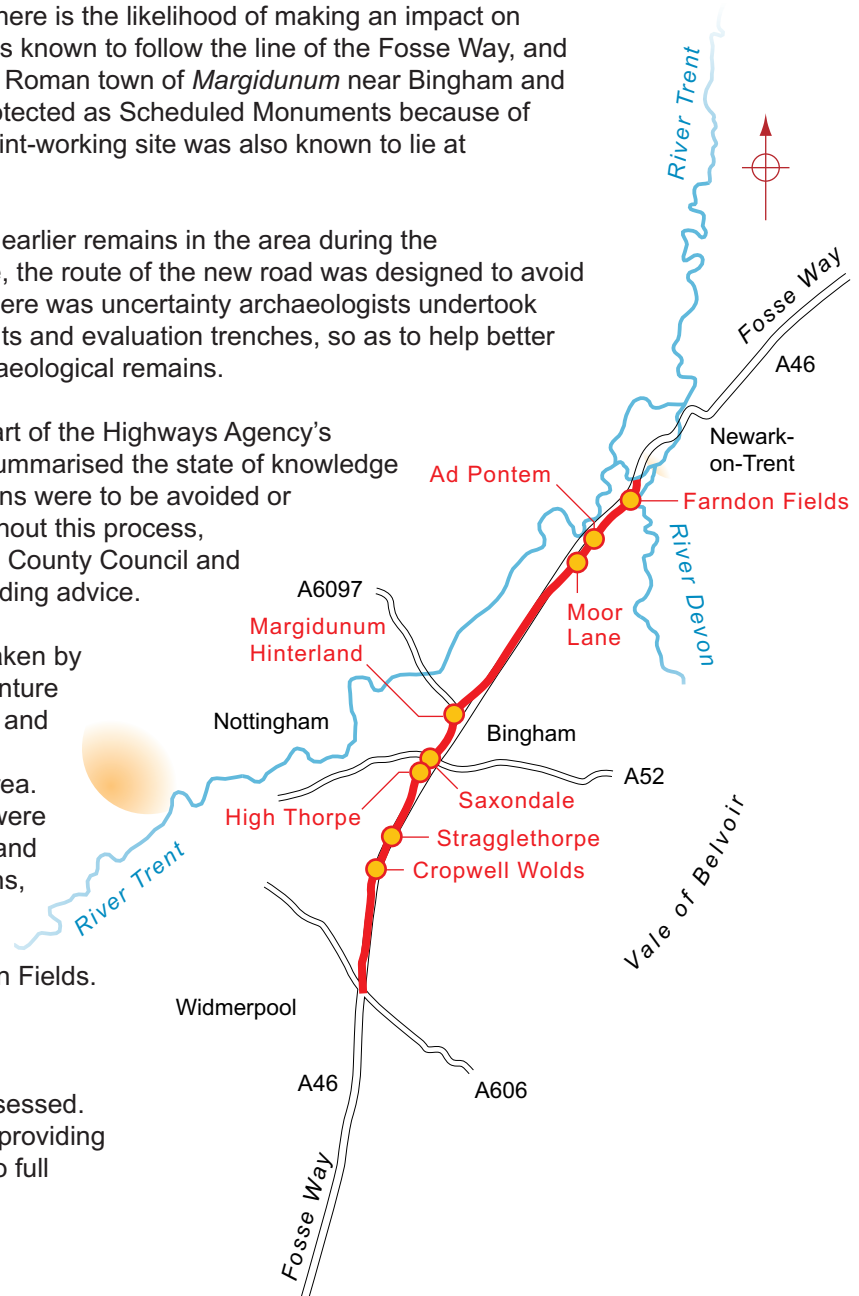 here is the likelihood of making an impact on
s known to follow the line of the Fosse Way, and
Roman town of Margidunum near Bingham and
otected as Scheduled Monuments because of
int-working site was also known to lie at
earlier remains in the area during the
, the route of the new road was designed to avoid
ere was uncertainty archaeologists undertook
ts and evaluation trenches, so as to help better
aeological remains.
art of the Highways Agency's
ummarised the state of knowledge
ns were to be avoided or
hout this process,
County Council and
ding advice.
aken by
enture
and
rea.
were
and
ns,
n Fields.
sessed.
providing
o full
River Trent
Fosse Way
A46
Newark-
on-Trent
Ad Pontem
Farndon Fields
River Devon
Moor
Lane
A6097
Margidunum
Hinterland
Nottingham
Bingham
A52
Saxondale
High Thorpe
Stragglethorpe
Cropwell Wolds
River Trent
Vale of Belvoir
Widmerpool
A46
A606
Fosse Way